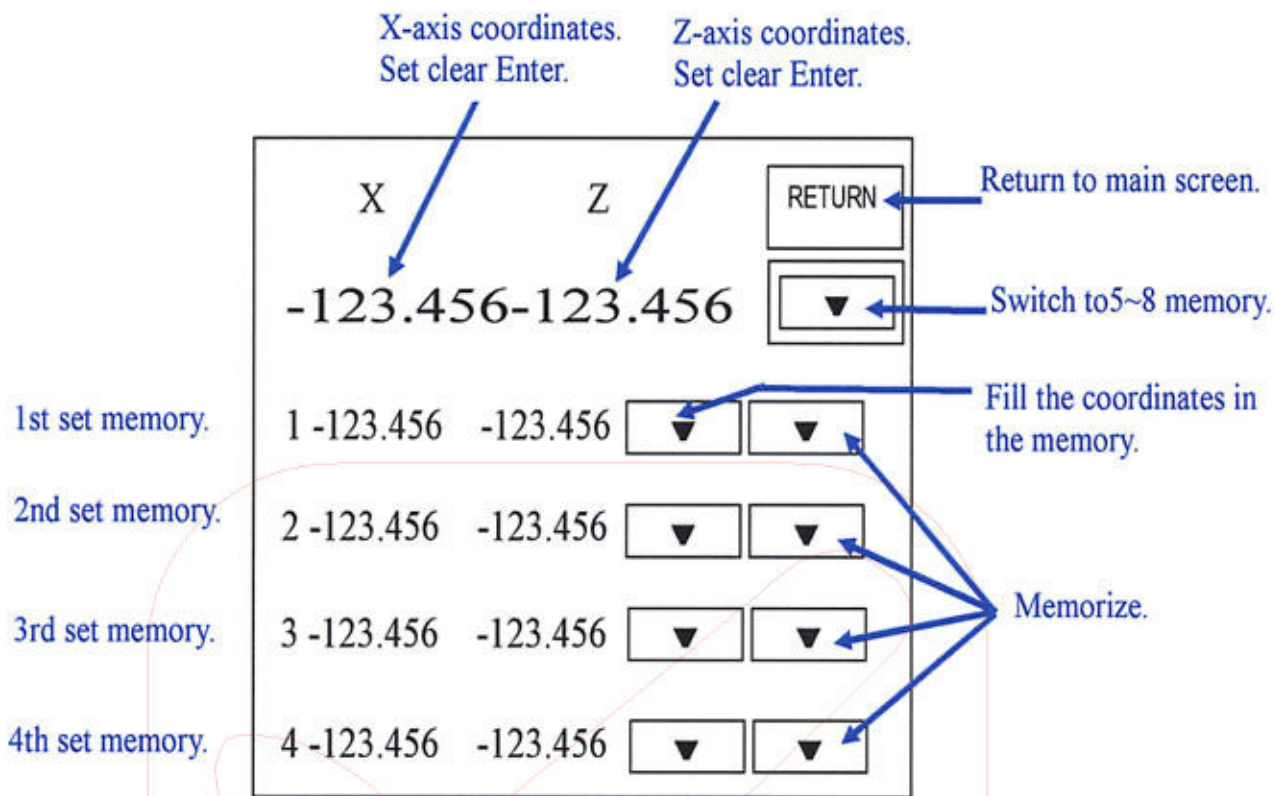 X-axis coordinates.
Set clear Enter.
Z-axis coordinates.
Set clear Enter.
X Z RETURN
Return to main screen.
-123.456-123.456 ▼
Switch to5~8 memory.
1st set memory.
1 -123.456 -123.456 ▼ ▼
Fill the coordinates in
the memory.
2nd set memory.
2 -123.456 -123.456 ▼ ▼
3rd set memory.
3 -123.456 -123.456 ▼ ▼
Memorize.
4th set memory.
4 -123.456 -123.456 ▼ ▼